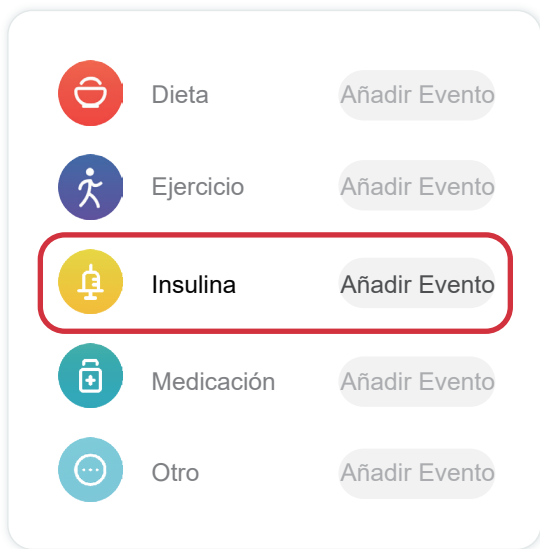 Dieta Añadir Evento
Ejercicio Añadir Evento
Insulina Añadir Evento
Medicación Añadir Evento
Otro Añadir Evento